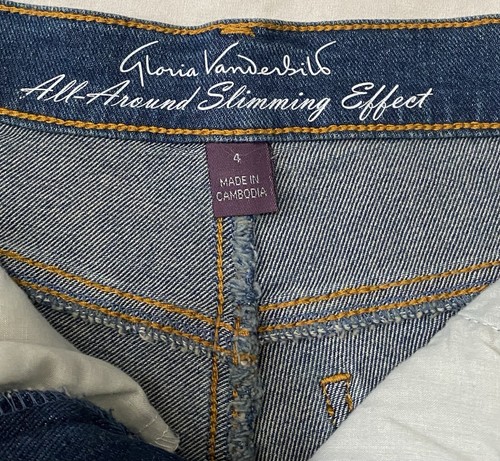 Gloria Vanderbilt
All-Around Slimming Effect
4
MADE IN
CAMBODIA